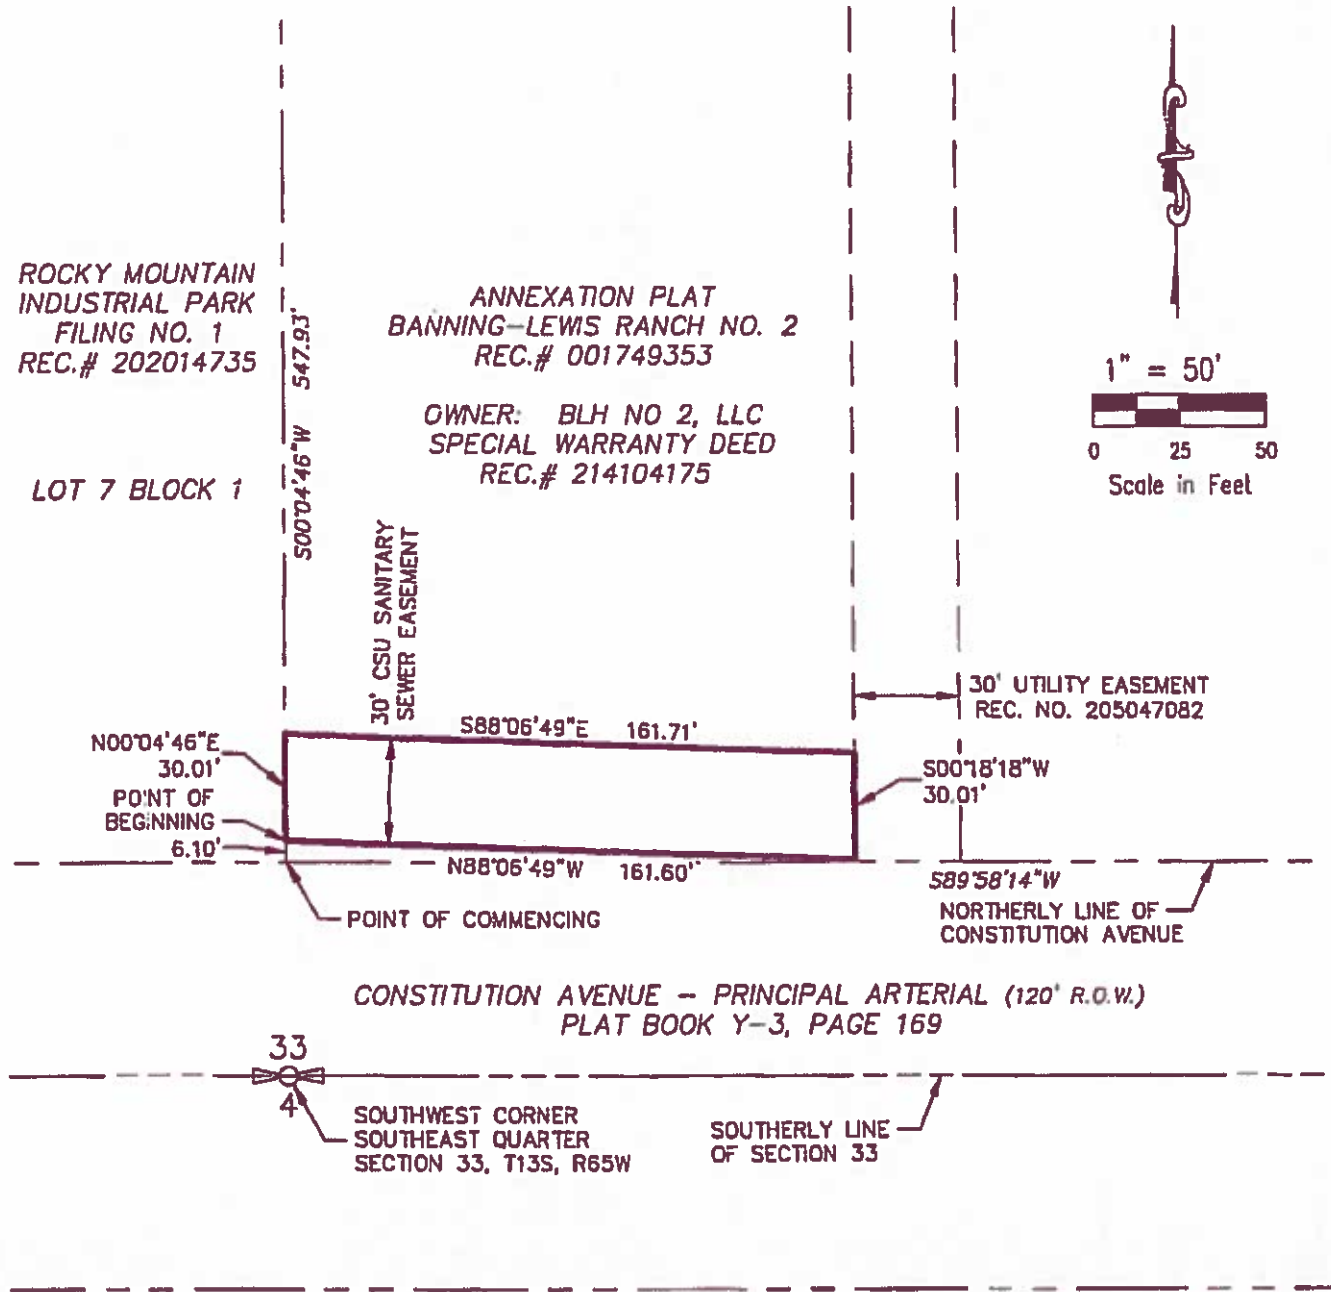 ROCKY MOUNTAIN
INDUSTRIAL PARK
FILING NO. 1
REC.# 202014735
LOT 7 BLOCK 1
S00°04'46"W 547.93'
ANNEXATION PLAT
BANNING-LEWIS RANCH NO. 2
REC.# 001749353
OWNER: BLH NO 2, LLC
SPECIAL WARRANTY DEED
REC.# 214104175
1" = 50'
0 25 50
Scale in Feet
30' CSU SANITARY
SEWER EASEMENT
30' UTILITY EASEMENT
REC. NO. 205047082
N00°04'46"E
30.01'
POINT OF
BEGINNING
6.10'
S88°06'49"E 161.71'
S00°18'18"W
30.01'
N88°06'49"W 161.60'
S89°58'14"W
POINT OF COMMENCING
NORTHERLY LINE OF
CONSTITUTION AVENUE
CONSTITUTION AVENUE - PRINCIPAL ARTERIAL (120' R.O.W.)
PLAT BOOK Y-3, PAGE 169
33
4
SOUTHWEST CORNER
SOUTHEAST QUARTER
SECTION 33, T13S, R65W
SOUTHERLY LINE
OF SECTION 33